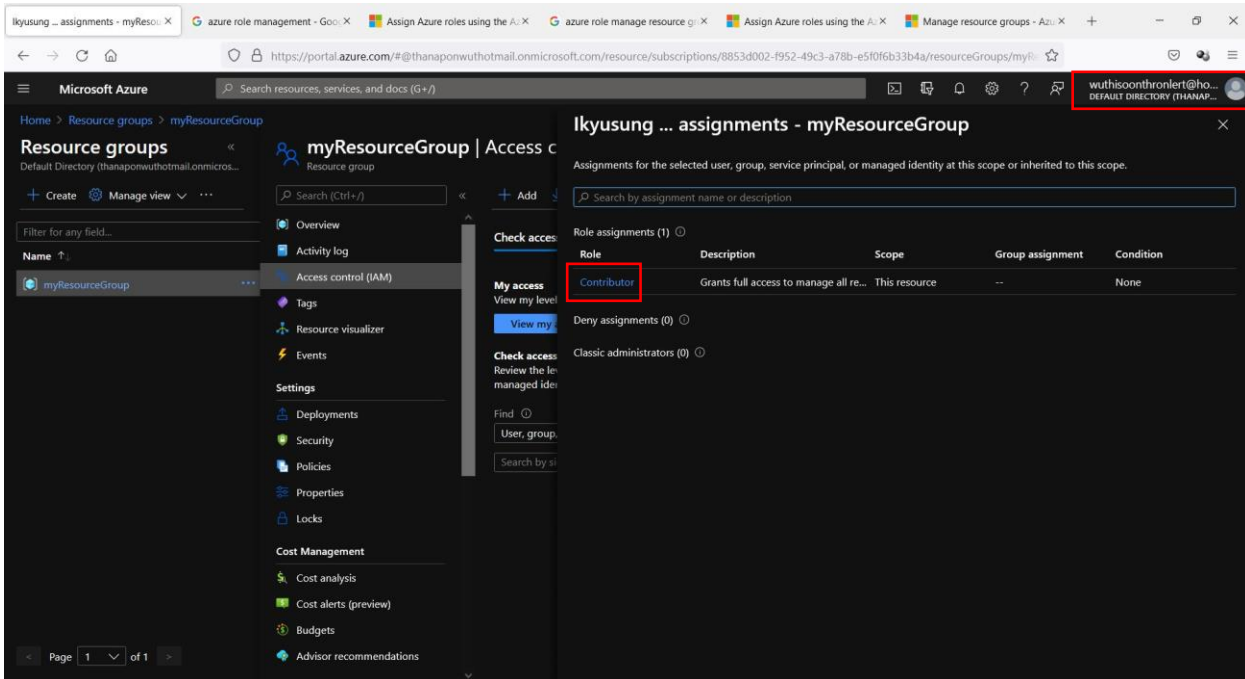 Ikyusung ... assignments - myResou
azure role management - Goog
Assign Azure roles using the Az
azure role manage resource gr
Assign Azure roles using the Az
Manage resource groups - Azu
https://portal.azure.com/#@thanaponwuthotmail.onmicrosoft.com/resource/subscriptions/8853d002-f952-49c3-a78b-e5f0f6b33b4a/resourceGroups/myR
Microsoft Azure
Search resources, services, and docs (G+/)
wuthisoonthronlert@ho...
DEFAULT DIRECTORY (THANAP...
Home > Resource groups > myResourceGroup
Resource groups
Default Directory (thanaponwuthotmail.onmicros...
+ Create
Manage view
...
Filter for any field...
Name ↑↓
myResourceGroup
...
< Page 1 of 1 >
myResourceGroup | Access c
Resource group
Search (Ctrl+/)
Overview
Activity log
Access control (IAM)
Tags
Resource visualizer
Events
Settings
Deployments
Security
Policies
Properties
Locks
Cost Management
Cost analysis
Cost alerts (preview)
Budgets
Advisor recommendations
+ Add
Check acces
My access
View my level
View my
Check access
Review the le
managed iden
Find
User, group,
Search by
Ikyusung ... assignments - myResourceGroup
Assignments for the selected user, group, service principal, or managed identity at this scope or inherited to this scope.
Search by assignment name or description
Role assignments (1)
Role Description Scope Group assignment Condition
Contributor Grants full access to manage all re... This resource -- None
Deny assignments (0)
Classic administrators (0)